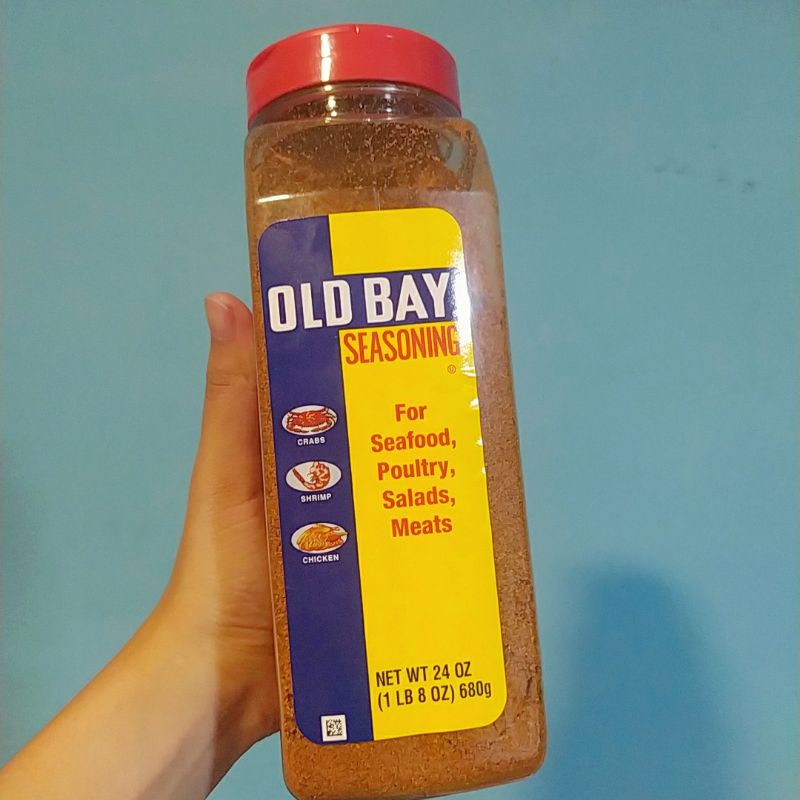 OLD BAY
SEASONING
For
Seafood,
Poultry,
Salads,
Meats
CRABS
SHRIMP
CHICKEN
NET WT 24 OZ
(1 LB 8 OZ) 680g